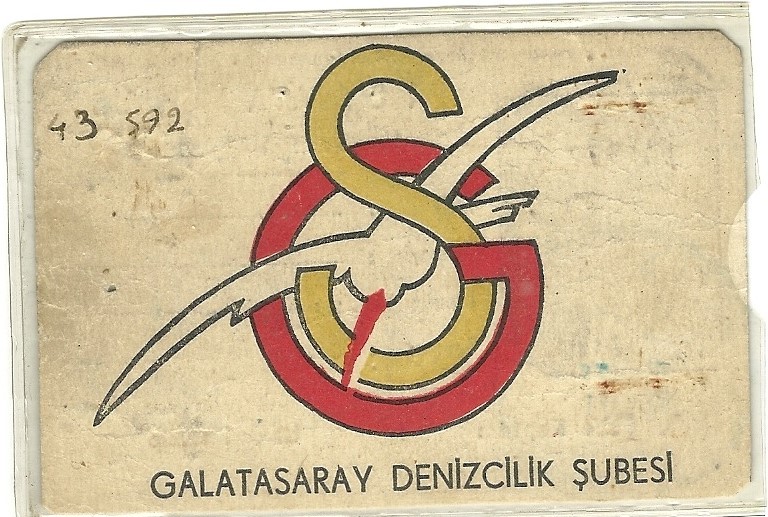 43 592
GALATASARAY DENİZCİLİK ŞUBESİ